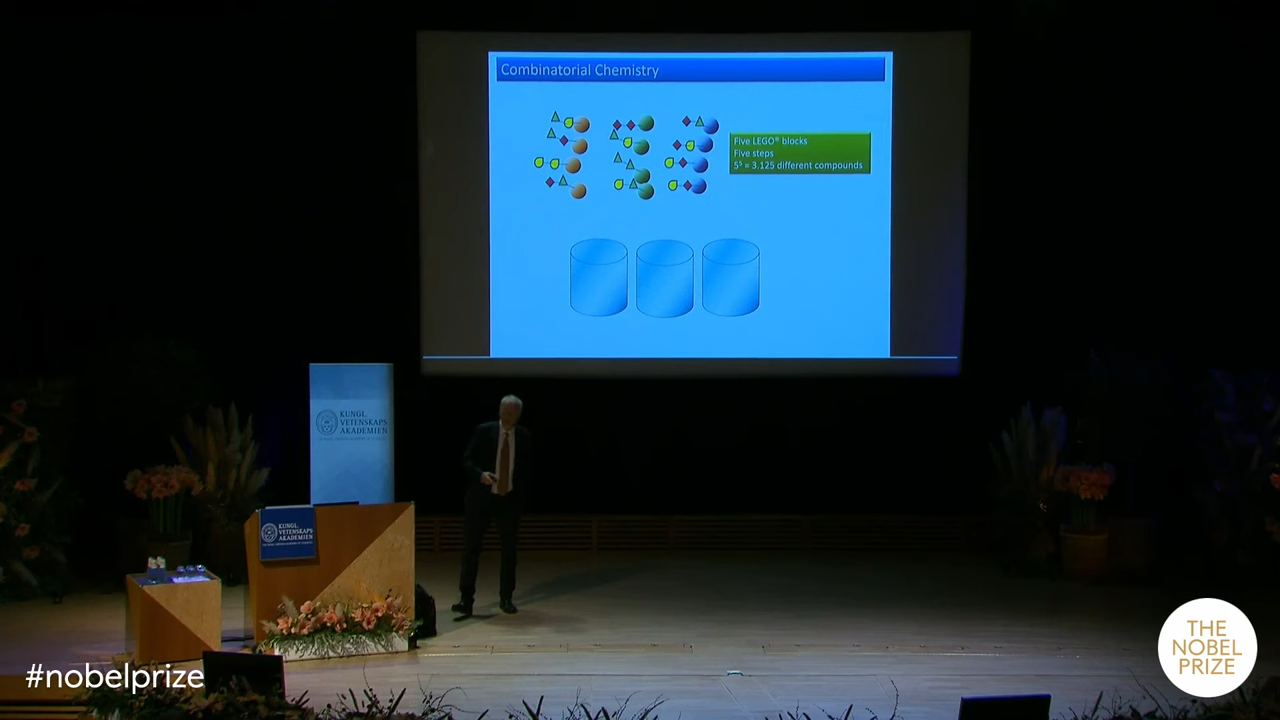 Combinatorial Chemistry
Five LEGO® blocks
Five steps
5⁵ = 3.125 different compounds
KUNGL.
VETENSKAPS
AKADEMIEN
KUNGL.
VETENSKAPS
AKADEMIEN
#nobelprize
THE
NOBEL
PRIZE